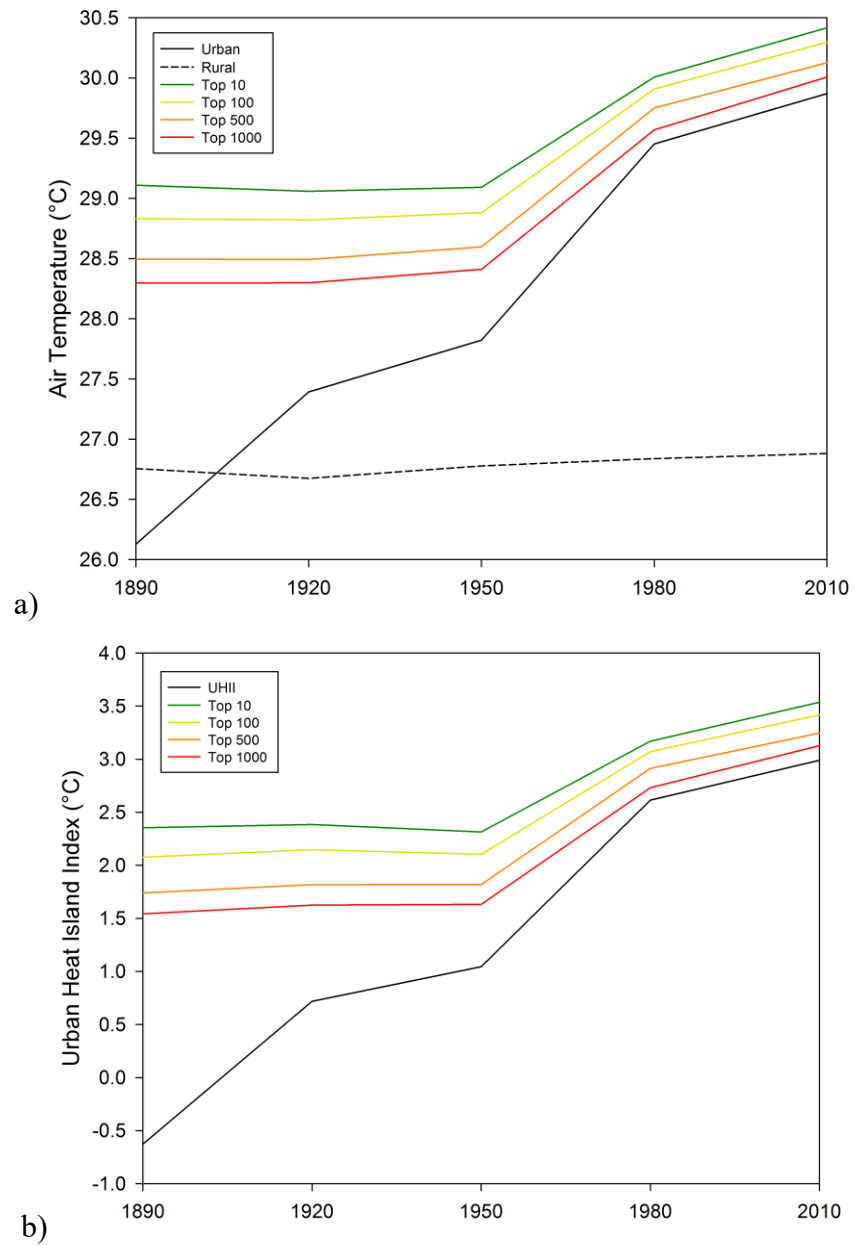 30.5
30.0
29.5
29.0
28.5
28.0
27.5
27.0
26.5
26.0
Air Temperature (°C)
Urban
Rural
Top 10
Top 100
Top 500
Top 1000
1890 1920 1950 1980 2010
a)
4.0
3.5
3.0
2.5
2.0
1.5
1.0
0.5
0.0
-0.5
-1.0
Urban Heat Island Index (°C)
UHII
Top 10
Top 100
Top 500
Top 1000
1890 1920 1950 1980 2010
b)